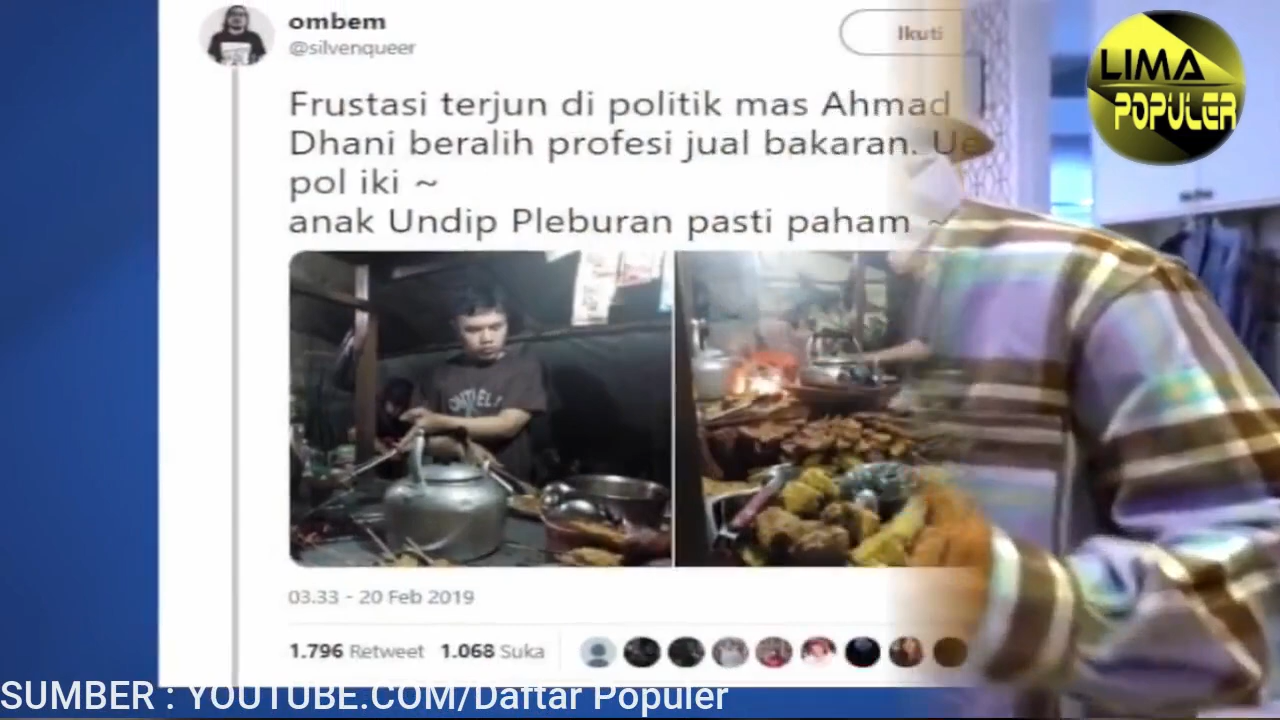 ombem
@silvenqueer
Ikuti
LIMA
POPULER
Frustasi terjun di politik mas Ahmad
Dhani beralih profesi jual bakaran. Ue
pol iki ~
anak Undip Pleburan pasti paham ~
03.33 - 20 Feb 2019
1.796 Retweet 1.068 Suka
SUMBER : YOUTUBE.COM/Daftar Populer